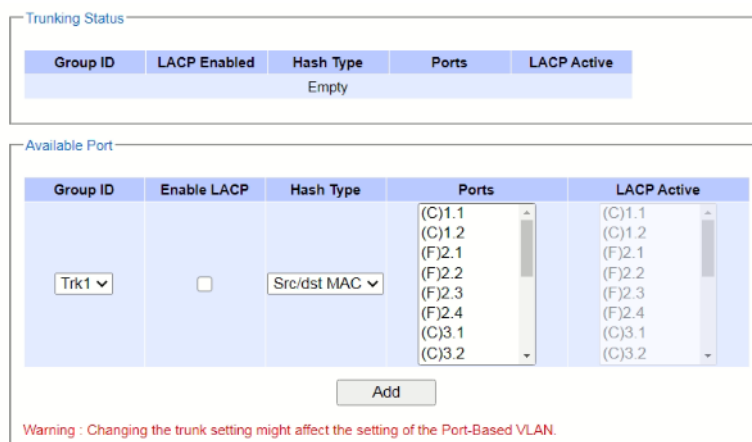 Trunking Status
Group ID LACP Enabled Hash Type Ports LACP Active
Empty
Available Port
Group ID Enable LACP Hash Type Ports LACP Active
(C)1.1 (C)1.1
(C)1.2 (C)1.2
(F)2.1 (F)2.1
(F)2.2 (F)2.2
Trk1 Src/dst MAC (F)2.3 (F)2.3
(F)2.4 (F)2.4
(C)3.1 (C)3.1
(C)3.2 (C)3.2
Add
Warning : Changing the trunk setting might affect the setting of the Port-Based VLAN.